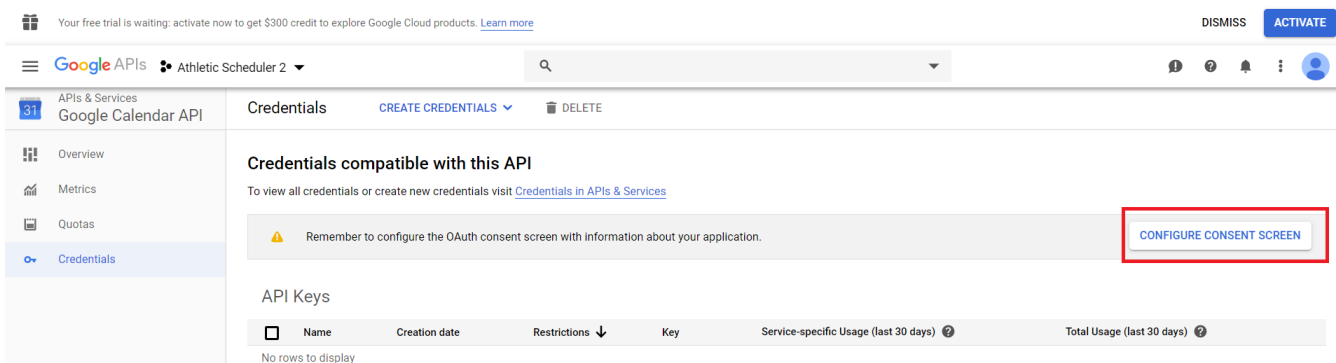 Your free trial is waiting: activate now to get $300 credit to explore Google Cloud products. Learn more DISMISS ACTIVATE
Google APIs Athletic Scheduler 2
31 APIs & Services
Google Calendar API
Credentials CREATE CREDENTIALS DELETE
Overview
Metrics
Quotas
Credentials
Credentials compatible with this API
To view all credentials or create new credentials visit Credentials in APIs & Services
Remember to configure the OAuth consent screen with information about your application. CONFIGURE CONSENT SCREEN
API Keys
Name Creation date Restrictions Key Service-specific Usage (last 30 days) Total Usage (last 30 days)
No rows to display